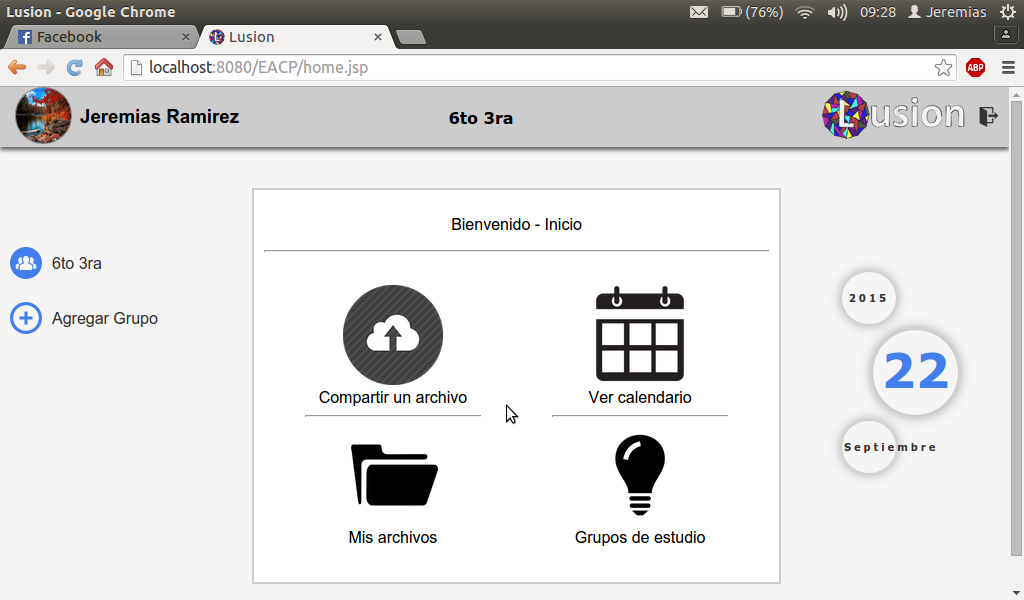 Lusion - Google Chrome
(76%) 09:28 Jeremias
Facebook
Lusion
localhost:8080/EACP/home.jsp
ABP
Jeremias Ramirez
6to 3ra
Lusion
Bienvenido - Inicio
6to 3ra
Agregar Grupo
2015
22
Septiembre
Compartir un archivo
Ver calendario
Mis archivos
Grupos de estudio